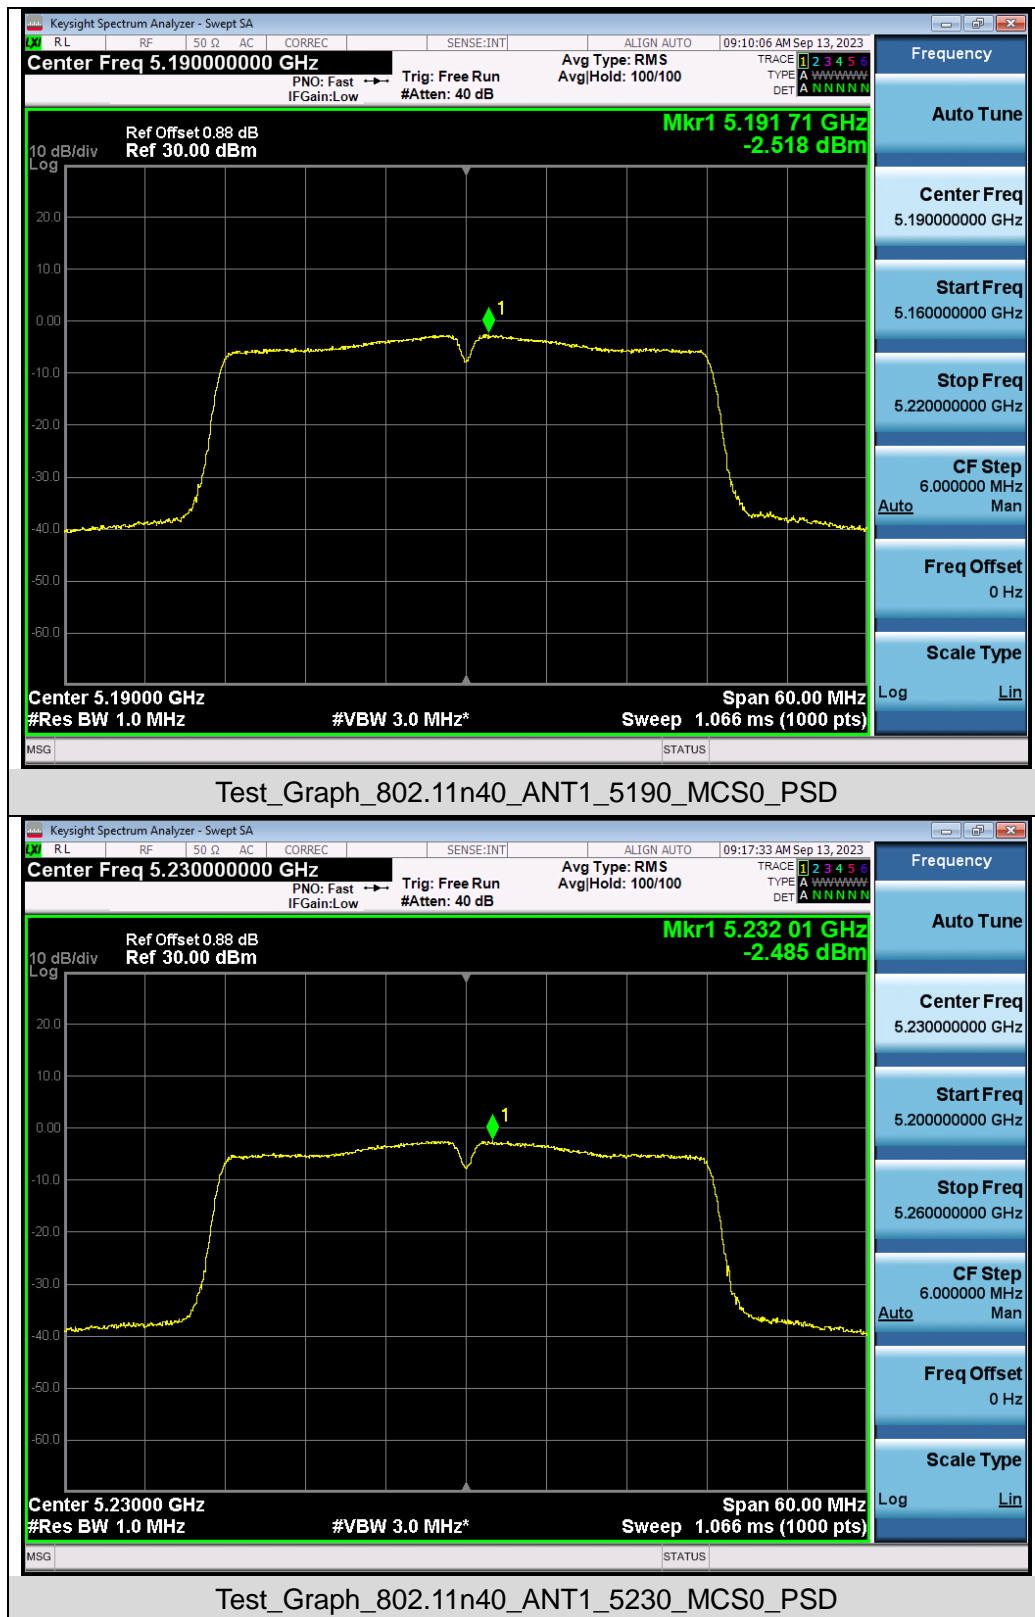 Keysight Spectrum Analyzer - Swept SA
LXI RL RF 50 Ω AC CORREC SENSE:INT ALIGN AUTO 09:10:06 AM Sep 13, 2023
Center Freq 5.190000000 GHz
PNO: Fast
IFGain:Low
Trig: Free Run
#Atten: 40 dB
Avg Type: RMS
Avg|Hold: 100/100
TRACE 1 2 3 4 5 6
TYPE A WWWWW
DET A N N N N N
Mkr1 5.191 71 GHz
-2.518 dBm
Ref Offset 0.88 dB
10 dB/div Ref 30.00 dBm
Log
20.0
10.0
0.00
-10.0
-20.0
-30.0
-40.0
-50.0
-60.0
1
Center 5.19000 GHz Span 60.00 MHz
#Res BW 1.0 MHz #VBW 3.0 MHz* Sweep 1.066 ms (1000 pts)
MSG STATUS
Frequency
Auto Tune
Center Freq
5.190000000 GHz
Start Freq
5.160000000 GHz
Stop Freq
5.220000000 GHz
CF Step
6.000000 MHz
Auto Man
Freq Offset
0 Hz
Scale Type
Log Lin
Test_Graph_802.11n40_ANT1_5190_MCS0_PSD
Keysight Spectrum Analyzer - Swept SA
LXI RL RF 50 Ω AC CORREC SENSE:INT ALIGN AUTO 09:17:33 AM Sep 13, 2023
Center Freq 5.230000000 GHz
PNO: Fast
IFGain:Low
Trig: Free Run
#Atten: 40 dB
Avg Type: RMS
Avg|Hold: 100/100
TRACE 1 2 3 4 5 6
TYPE A WWWWW
DET A N N N N N
Mkr1 5.232 01 GHz
-2.485 dBm
Ref Offset 0.88 dB
10 dB/div Ref 30.00 dBm
Log
20.0
10.0
0.00
-10.0
-20.0
-30.0
-40.0
-50.0
-60.0
1
Center 5.23000 GHz Span 60.00 MHz
#Res BW 1.0 MHz #VBW 3.0 MHz* Sweep 1.066 ms (1000 pts)
MSG STATUS
Frequency
Auto Tune
Center Freq
5.230000000 GHz
Start Freq
5.200000000 GHz
Stop Freq
5.260000000 GHz
CF Step
6.000000 MHz
Auto Man
Freq Offset
0 Hz
Scale Type
Log Lin
Test_Graph_802.11n40_ANT1_5230_MCS0_PSD